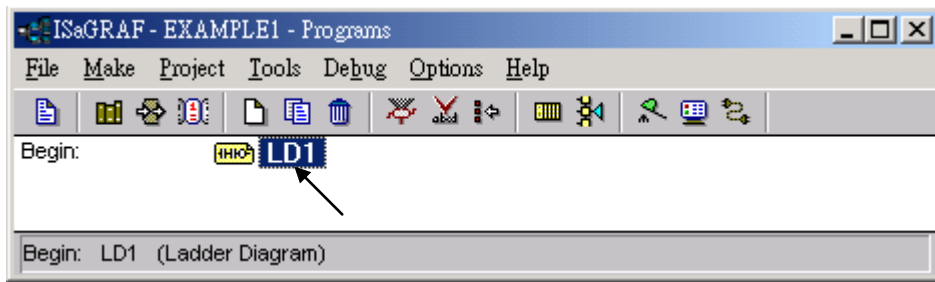 ISaGRAF - EXAMPLE1 - Programs
File Make Project Tools Debug Options Help
Begin: LD1
Begin: LD1 (Ladder Diagram)